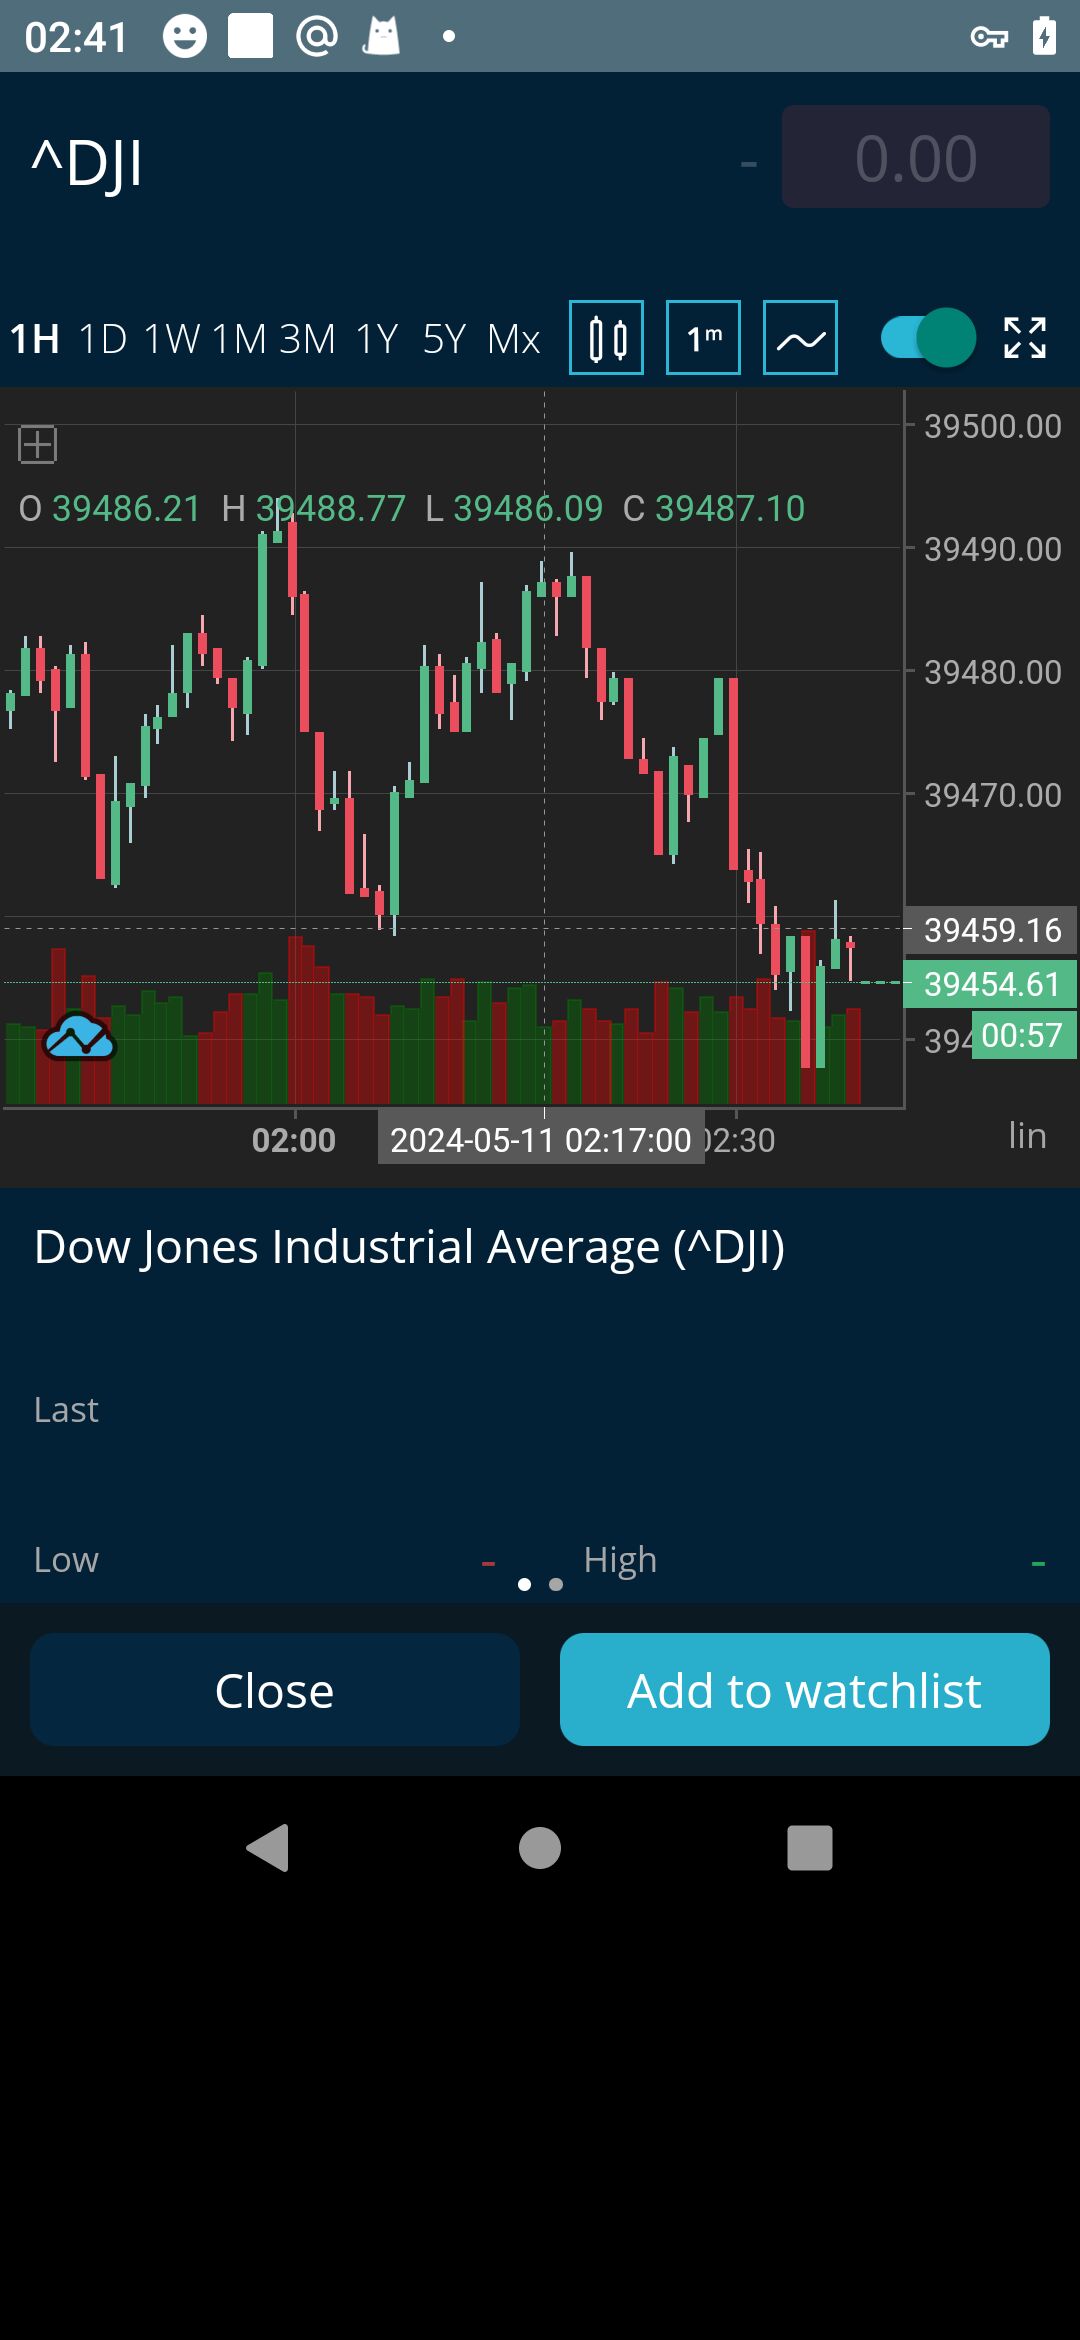 02:41
^DJI - 0.00
1H 1D 1W 1M 3M 1Y 5Y Mx 1m
39500.00
O 39486.21 H 39488.77 L 39486.09 C 39487.10
39490.00
39480.00
39470.00
39459.16
39454.61
394
00:57
02:00 2024-05-11 02:17:00 02:30 lin
Dow Jones Industrial Average (^DJI)
Last
Low - High -
Close Add to watchlist